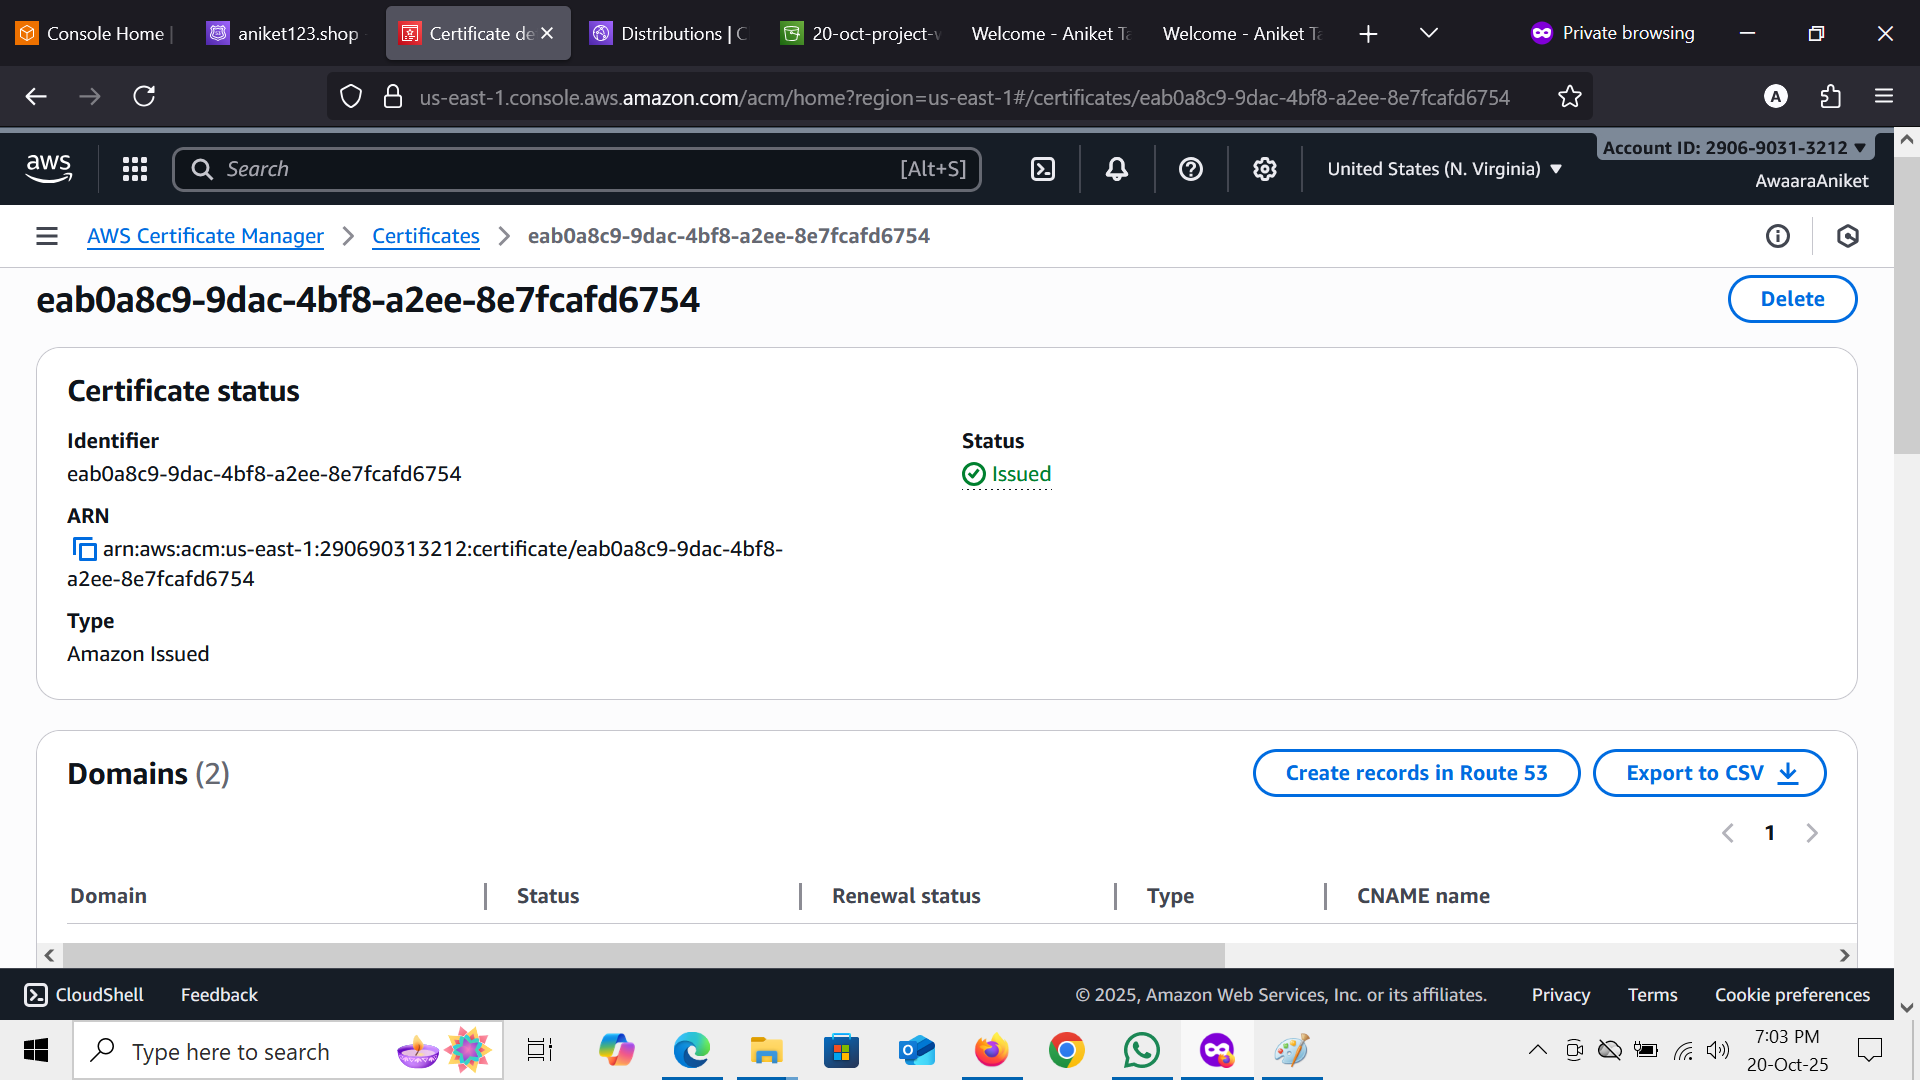 Console Home
aniket123.shop
Certificate de
Distributions | C
20-oct-project-w
Welcome - Aniket Ta
Welcome - Aniket Ta
Private browsing
us-east-1.console.aws.amazon.com/acm/home?region=us-east-1#/certificates/eab0a8c9-9dac-4bf8-a2ee-8e7fcafd6754
A
aws
Search
[Alt+S]
United States (N. Virginia)
Account ID: 2906-9031-3212
AwaaraAniket
AWS Certificate Manager
Certificates
eab0a8c9-9dac-4bf8-a2ee-8e7fcafd6754
eab0a8c9-9dac-4bf8-a2ee-8e7fcafd6754
Delete
Certificate status
Identifier
eab0a8c9-9dac-4bf8-a2ee-8e7fcafd6754
Status
Issued
ARN
arn:aws:acm:us-east-1:290690313212:certificate/eab0a8c9-9dac-4bf8-
a2ee-8e7fcafd6754
Type
Amazon Issued
Domains (2)
Create records in Route 53
Export to CSV
1
Domain
Status
Renewal status
Type
CNAME name
CloudShell
Feedback
© 2025, Amazon Web Services, Inc. or its affiliates.
Privacy
Terms
Cookie preferences
Type here to search
7:03 PM
20-Oct-25